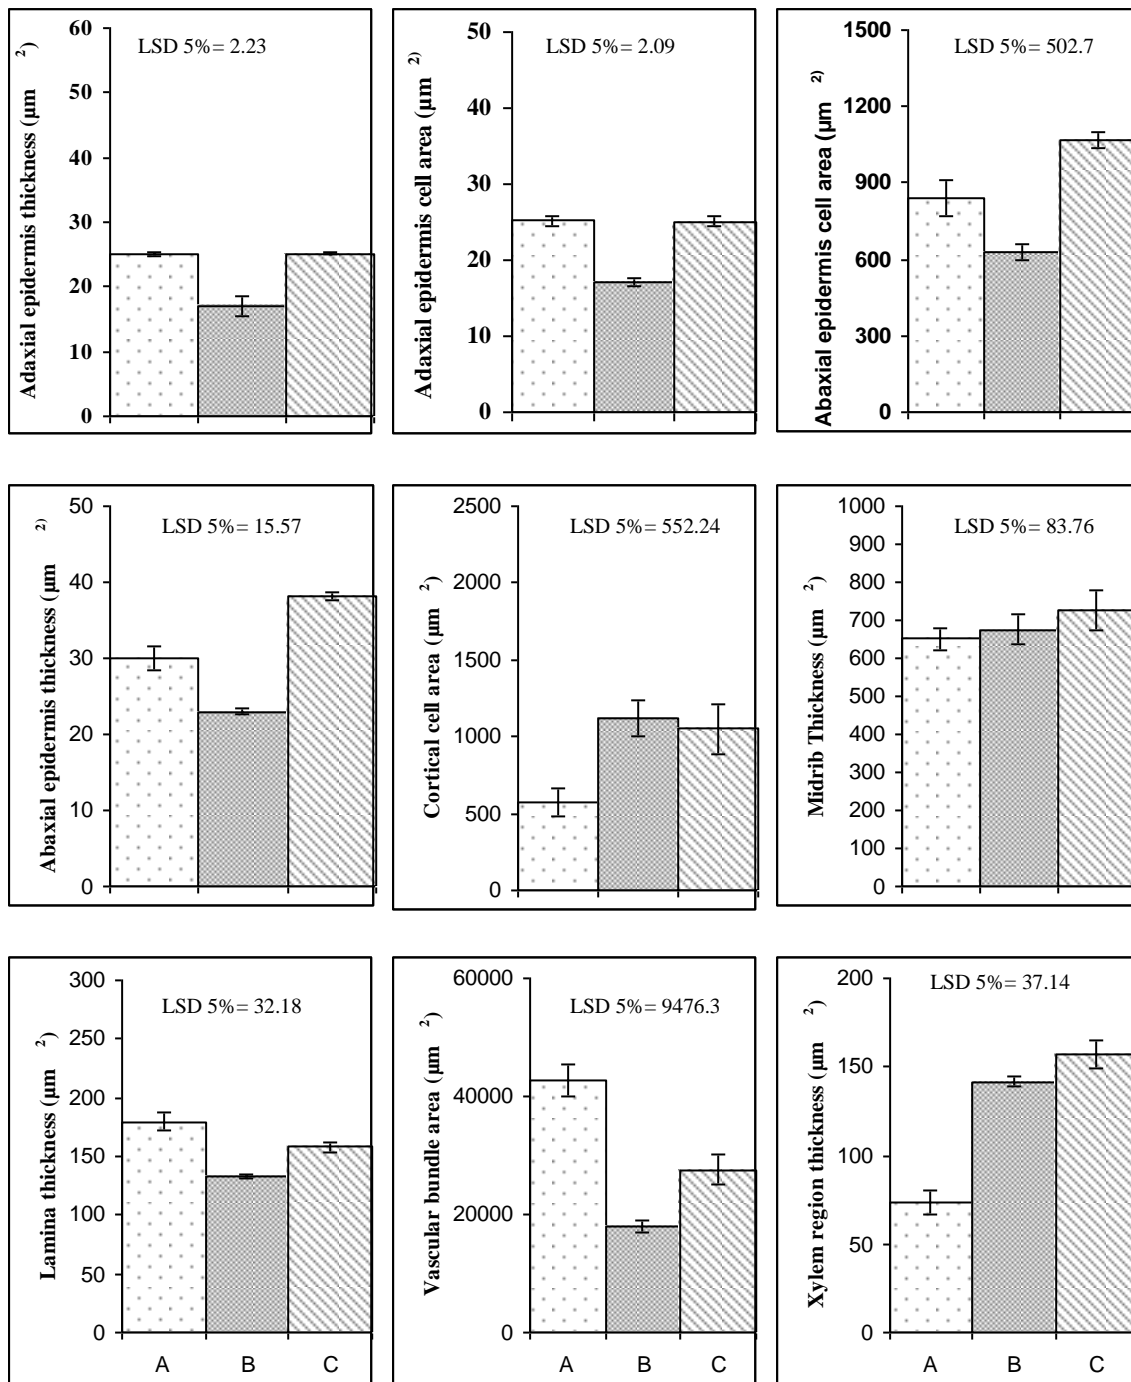 Adaxial epidermis thickness (µm 2)
LSD 5%= 2.23
60
50
40
30
20
10
0
Adaxial epidermis cell area (µm 2)
LSD 5%= 2.09
50
40
30
20
10
0
Abaxial epidermis cell area (µm 2)
LSD 5%= 502.7
1500
1200
900
600
300
0
Abaxial epidermis thickness (µm 2)
LSD 5%= 15.57
50
40
30
20
10
0
Cortical cell area (µm 2)
LSD 5%= 552.24
2500
2000
1500
1000
500
0
Midrib Thickness (µm 2)
LSD 5%= 83.76
1000
900
800
700
600
500
400
300
200
100
0
Lamina thickness (µm 2)
LSD 5%= 32.18
300
250
200
150
100
50
0
A B C
Vascular bundle area (µm 2)
LSD 5%= 9476.3
60000
40000
20000
0
A B C
Xylem region thickness (µm 2)
LSD 5%= 37.14
200
150
100
50
0
A B C